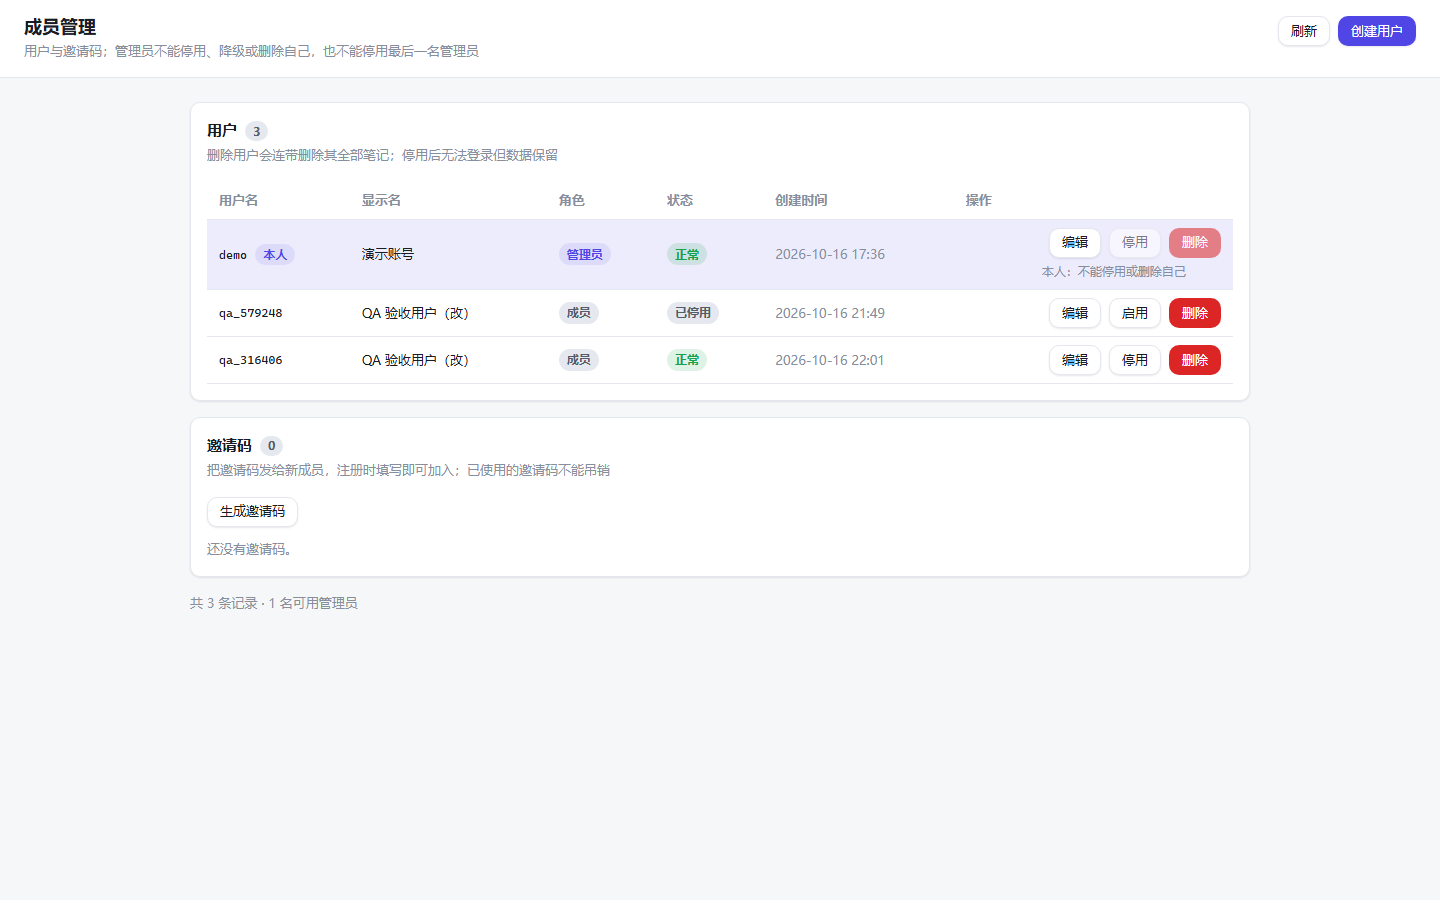 成员管理
用户与邀请码；管理员不能停用、降级或删除自己，也不能停用最后一名管理员
刷新 创建用户
用户 3
删除用户会连带删除其全部笔记；停用后无法登录但数据保留
用户名 显示名 角色 状态 创建时间 操作
demo 本人 演示账号 管理员 正常 2026-10-16 17:36 编辑 停用 删除
本人：不能停用或删除自己
qa_579248 QA 验收用户（改） 成员 已停用 2026-10-16 21:49 编辑 启用 删除
qa_316406 QA 验收用户（改） 成员 正常 2026-10-16 22:01 编辑 停用 删除
邀请码 0
把邀请码发给新成员，注册时填写即可加入；已使用的邀请码不能吊销
生成邀请码
还没有邀请码。
共 3 条记录 · 1 名可用管理员